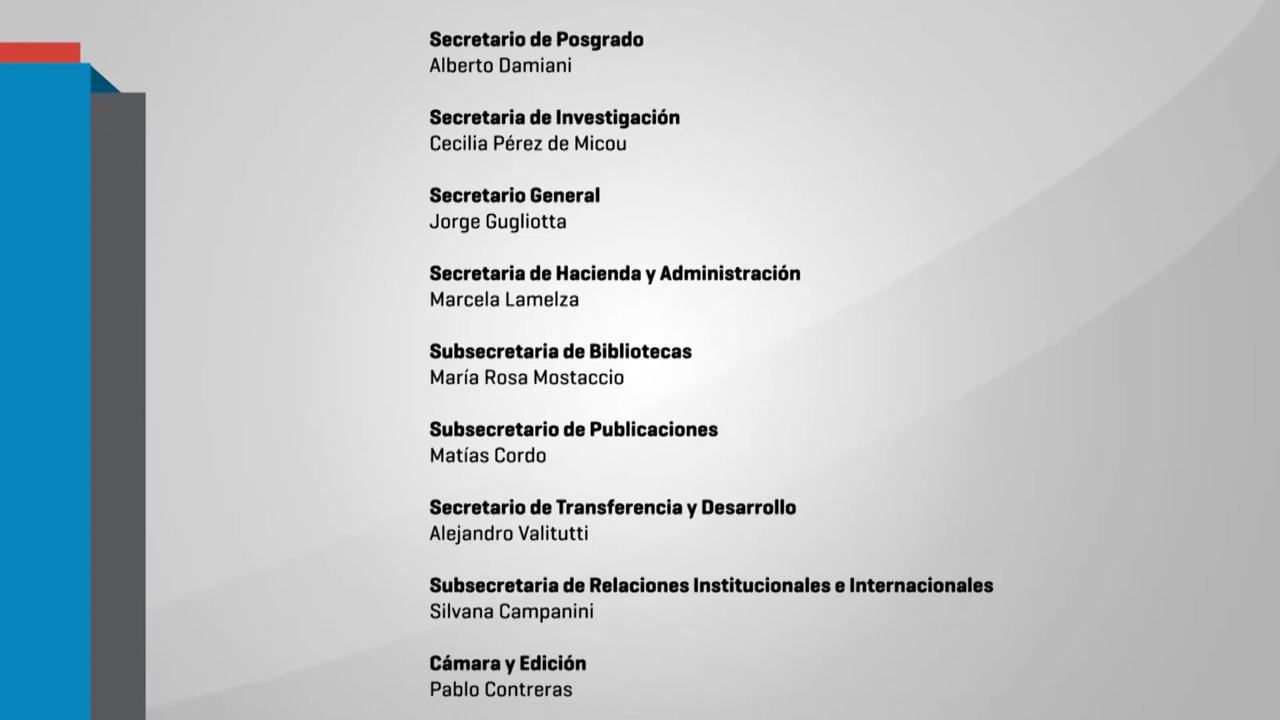 Secretario de Posgrado
Alberto Damiani
Secretaria de Investigación
Cecilia Pérez de Micou
Secretario General
Jorge Gugliotta
Secretaria de Hacienda y Administración
Marcela Lamelza
Subsecretaria de Bibliotecas
María Rosa Mostaccio
Subsecretario de Publicaciones
Matías Cordo
Secretario de Transferencia y Desarrollo
Alejandro Valitutti
Subsecretaria de Relaciones Institucionales e Internacionales
Silvana Campanini
Cámara y Edición
Pablo Contreras